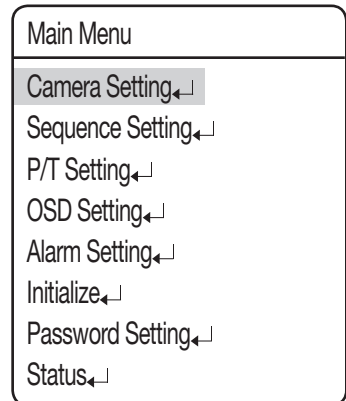 Main Menu
Camera Setting↵
Sequence Setting↵
P/T Setting↵
OSD Setting↵
Alarm Setting↵
Initialize↵
Password Setting↵
Status↵